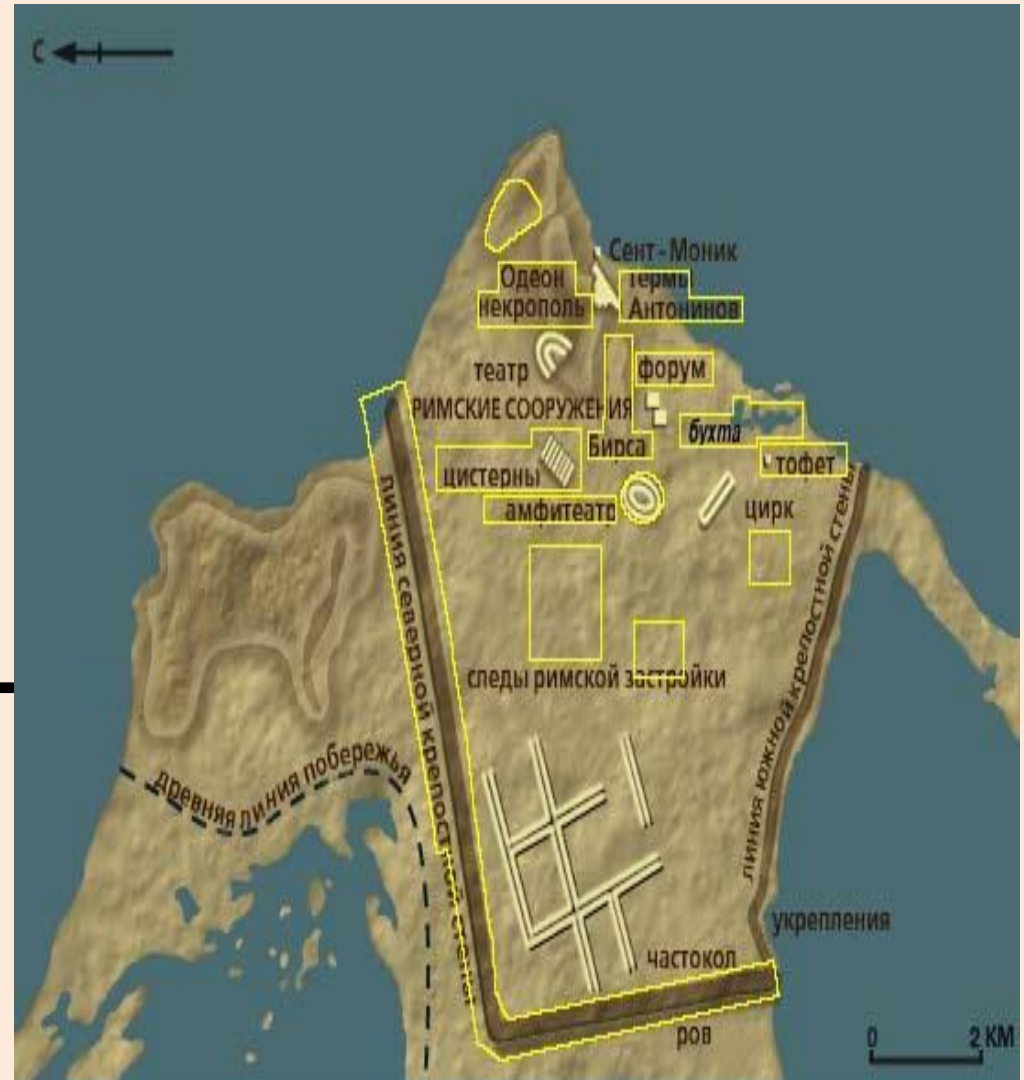 С
Сент - Моник
Одеон
некрополь
Термы
Антонинов
театр
форум
РИМСКИЕ СООРУЖЕНИЯ
бухта
Бирса
цистерны
тофет
амфитеатр
цирк
линия северной крепостной стены
линия южной крепостной стены
следы римской застройки
древняя линия побережья
укрепления
частокол
ров
0 2 КМ